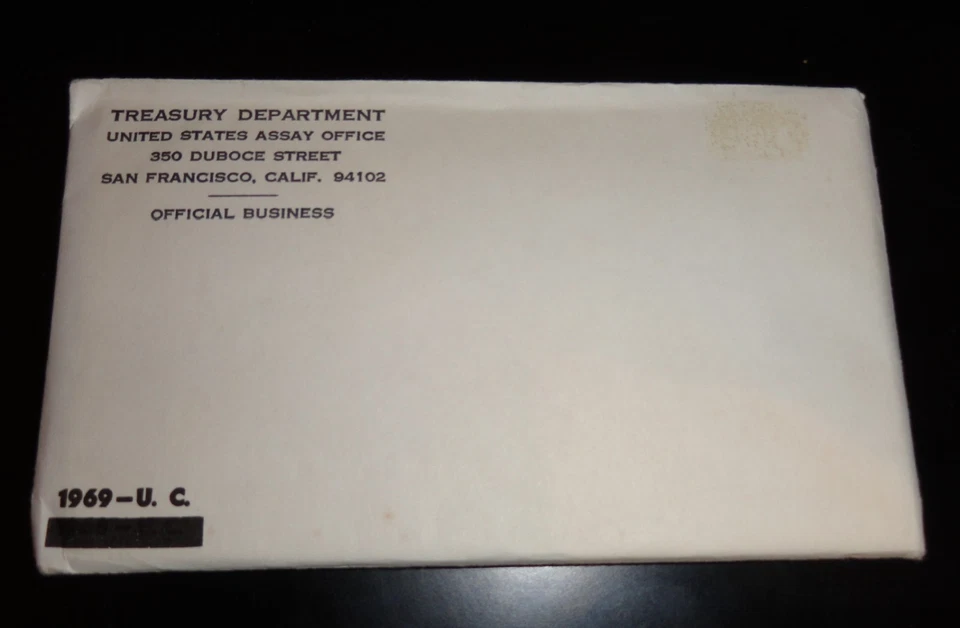 TREASURY DEPARTMENT
UNITED STATES ASSAY OFFICE
350 DUBOCE STREET
SAN FRANCISCO, CALIF. 94102
OFFICIAL BUSINESS
1969-U. C.